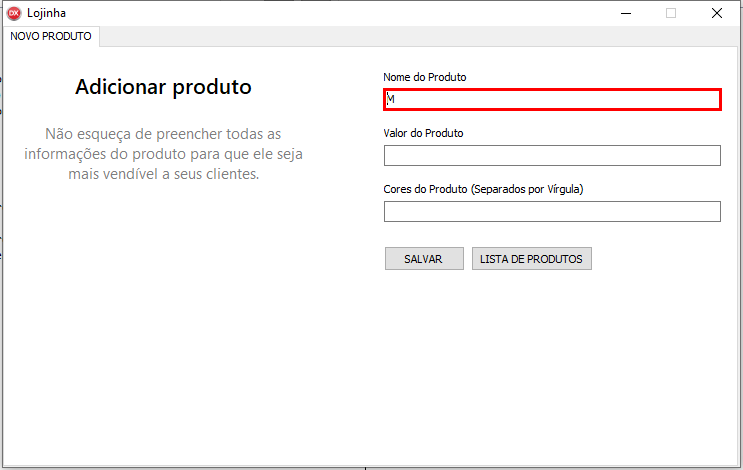 DX Lojinha
NOVO PRODUTO
Adicionar produto
Não esqueça de preencher todas as
informações do produto para que ele seja
mais vendível a seus clientes.
Nome do Produto
M
Valor do Produto
Cores do Produto (Separados por Vírgula)
SALVAR LISTA DE PRODUTOS